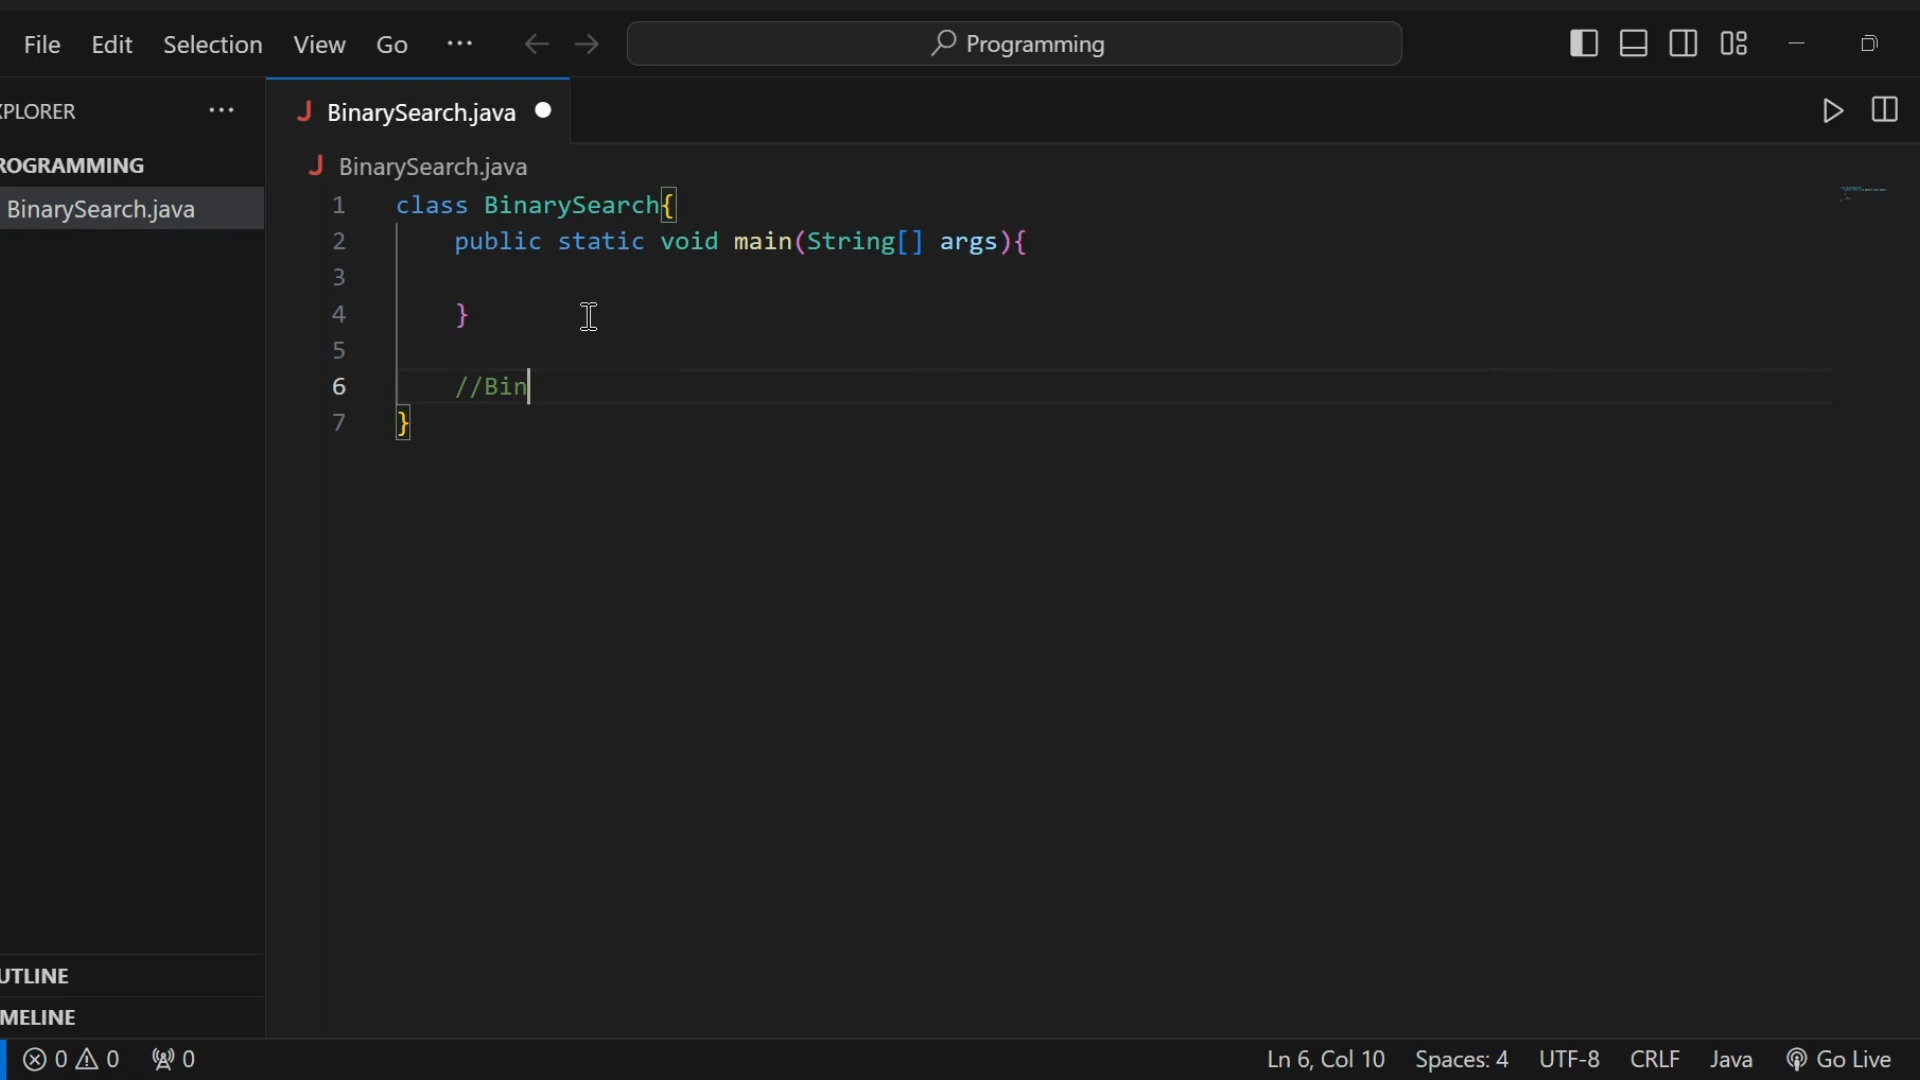 File Edit Selection View Go ··· Programming
XPLORER ···
BinarySearch.java
ROGRAMMING
BinarySearch.java
BinarySearch.java
1 class BinarySearch{
2 public static void main(String[] args){
3
4 }
5
6 //Bin
7 }
UTLINE
MELINE
0 0 0 Ln 6, Col 10 Spaces: 4 UTF-8 CRLF Java Go Live